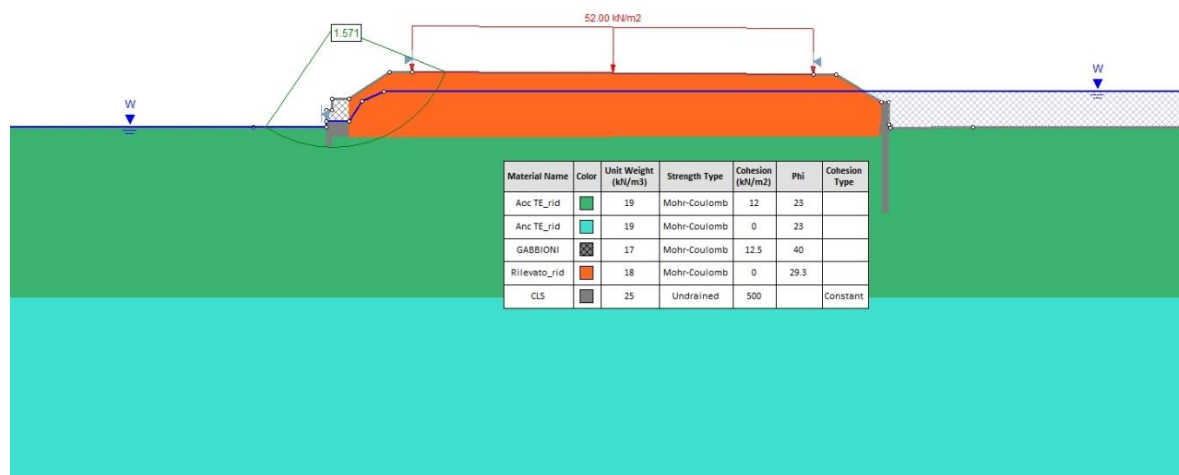 52.00 kN/m2
1.571
W
W
Material Name Color Unit Weight (kN/m3) Strength Type Cohesion (kN/m2) Phi Cohesion Type
Aoc TE_rid 19 Mohr-Coulomb 12 23
Anc TE_rid 19 Mohr-Coulomb 0 23
GABBIONI 17 Mohr-Coulomb 12.5 40
Rilevato_rid 18 Mohr-Coulomb 0 29.3
CLS 25 Undrained 500 Constant